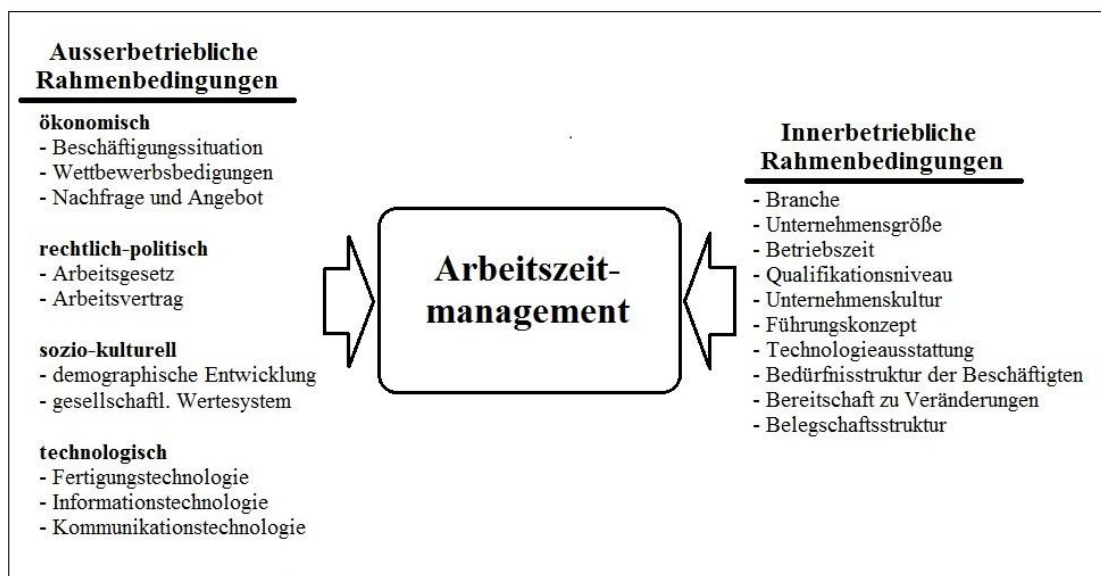 Ausserbetriebliche
Rahmenbedingungen
ökonomisch
- Beschäftigungssituation
- Wettbewerbsbedigungen
- Nachfrage und Angebot
rechtlich-politisch
- Arbeitsgesetz
- Arbeitsvertrag
sozio-kulturell
- demographische Entwicklung
- gesellschaftl. Wertesystem
technologisch
- Fertigungstechnologie
- Informationstechnologie
- Kommunikationstechnologie
Arbeitszeit-
management
Innerbetriebliche
Rahmenbedingungen
- Branche
- Unternehmensgröße
- Betriebszeit
- Qualifikationsniveau
- Unternehmenskultur
- Führungskonzept
- Technologieausstattung
- Bedürfnisstruktur der Beschäftigten
- Bereitschaft zu Veränderungen
- Belegschaftsstruktur